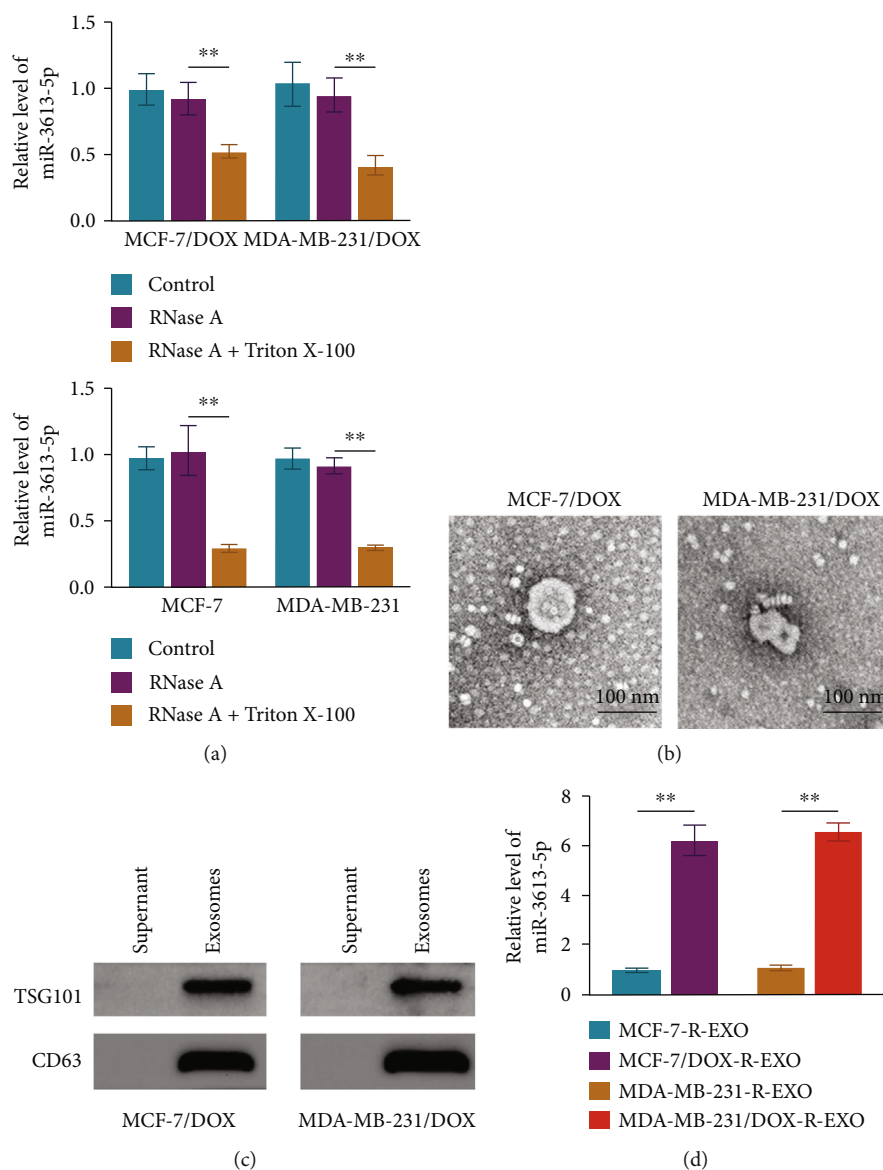 1.5
1.0
0.5
0.0
Relative level of
miR-3613-5p
**
**
MCF-7/DOX
MDA-MB-231/DOX
Control
RNase A
RNase A + Triton X-100
1.5
1.0
0.5
0.0
Relative level of
miR-3613-5p
**
**
MCF-7
MDA-MB-231
Control
RNase A
RNase A + Triton X-100
(a)
MCF-7/DOX
MDA-MB-231/DOX
100 nm
100 nm
(b)
Supernant
Exosomes
Supernant
Exosomes
TSG101
CD63
MCF-7/DOX
MDA-MB-231/DOX
(c)
8
6
4
2
0
Relative level of
miR-3613-5p
**
**
MCF-7-R-EXO
MCF-7/DOX-R-EXO
MDA-MB-231-R-EXO
MDA-MB-231/DOX-R-EXO
(d)